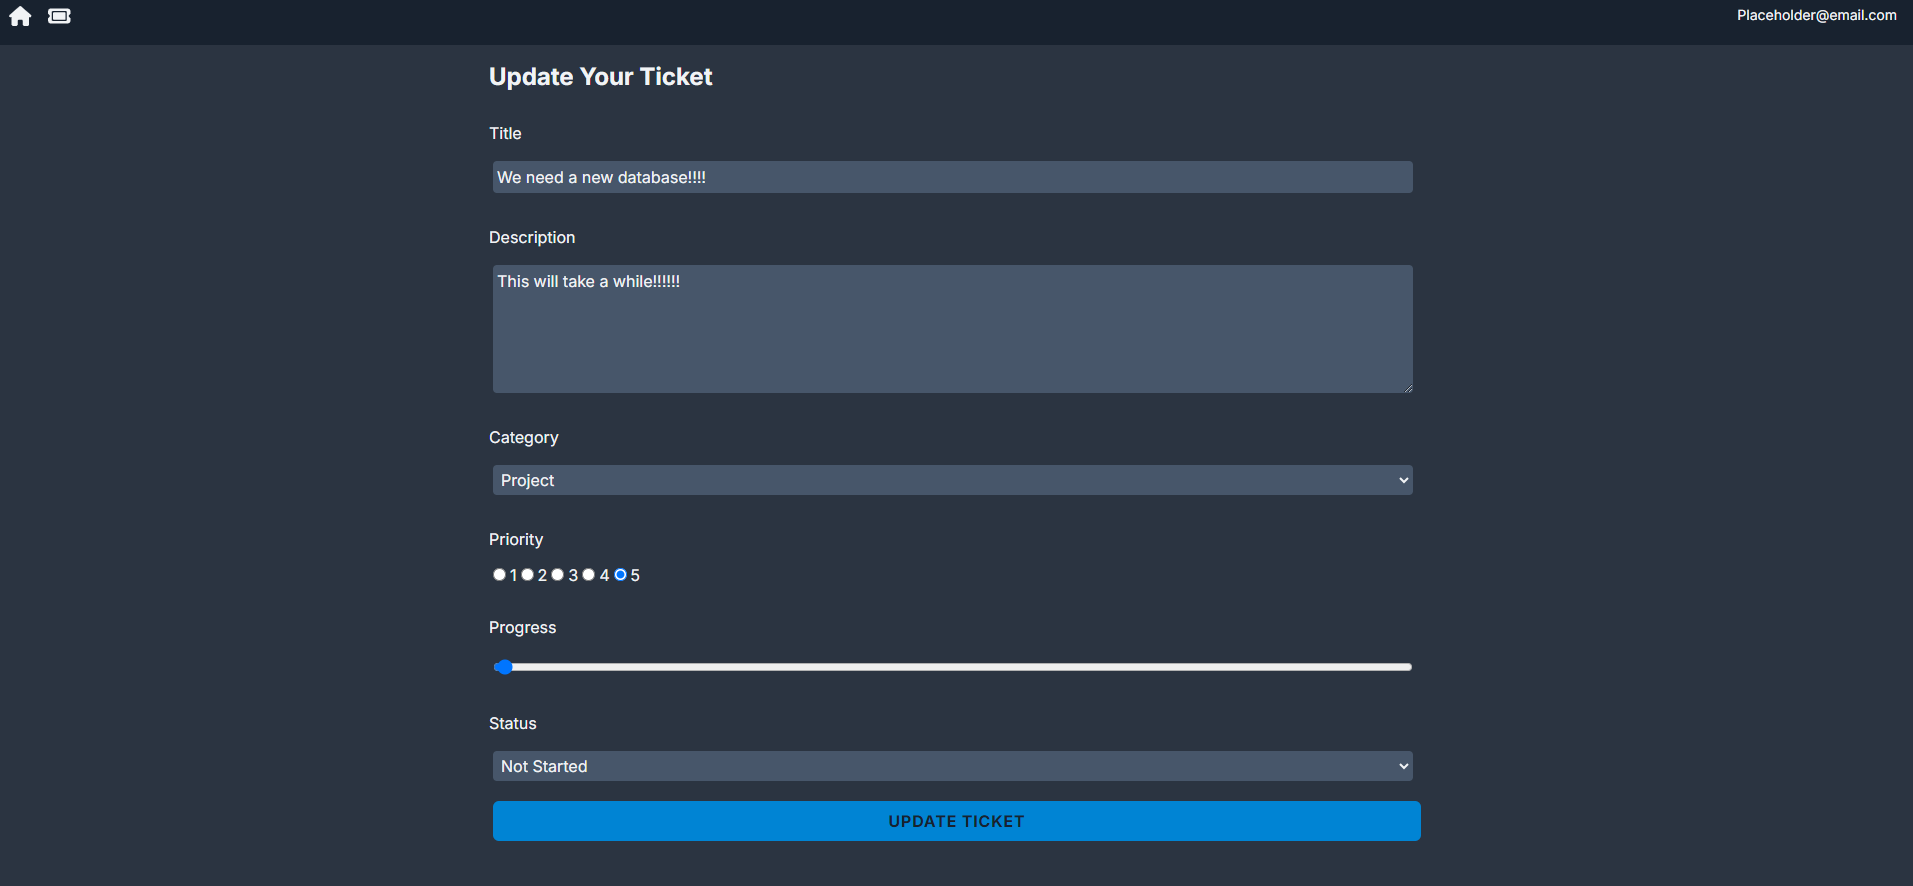 Placeholder@email.com
Update Your Ticket
Title
We need a new database!!!!
Description
This will take a while!!!!!!
Category
Project
Priority
1 2 3 4 5
Progress
Status
Not Started
UPDATE TICKET